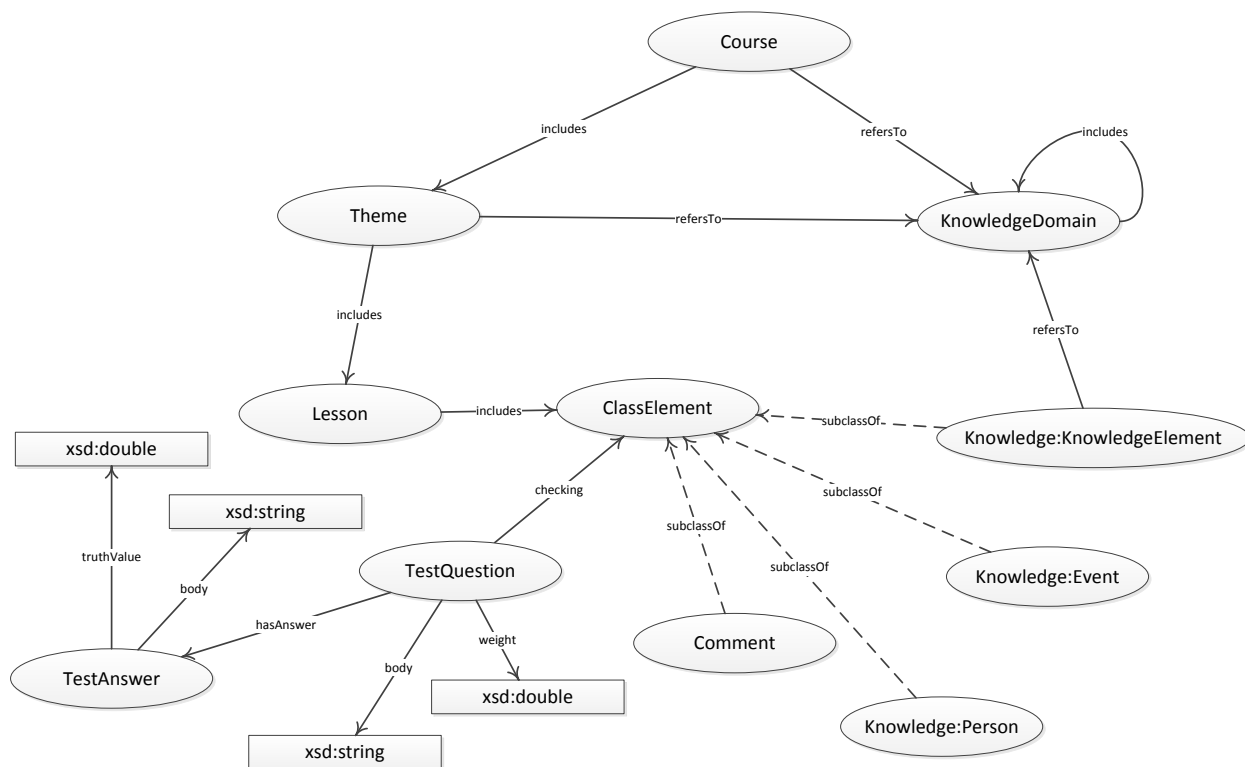 Course
includes
refersTo
includes
Theme
refersTo
KnowledgeDomain
includes
refersTo
Lesson
includes
ClassElement
subclassOf
Knowledge:KnowledgeElement
xsd:double
checking
subclassOf
xsd:string
subclassOf
truthValue
body
TestQuestion
subclassOf
Knowledge:Event
hasAnswer
weight
Comment
TestAnswer
body
xsd:double
Knowledge:Person
xsd:string